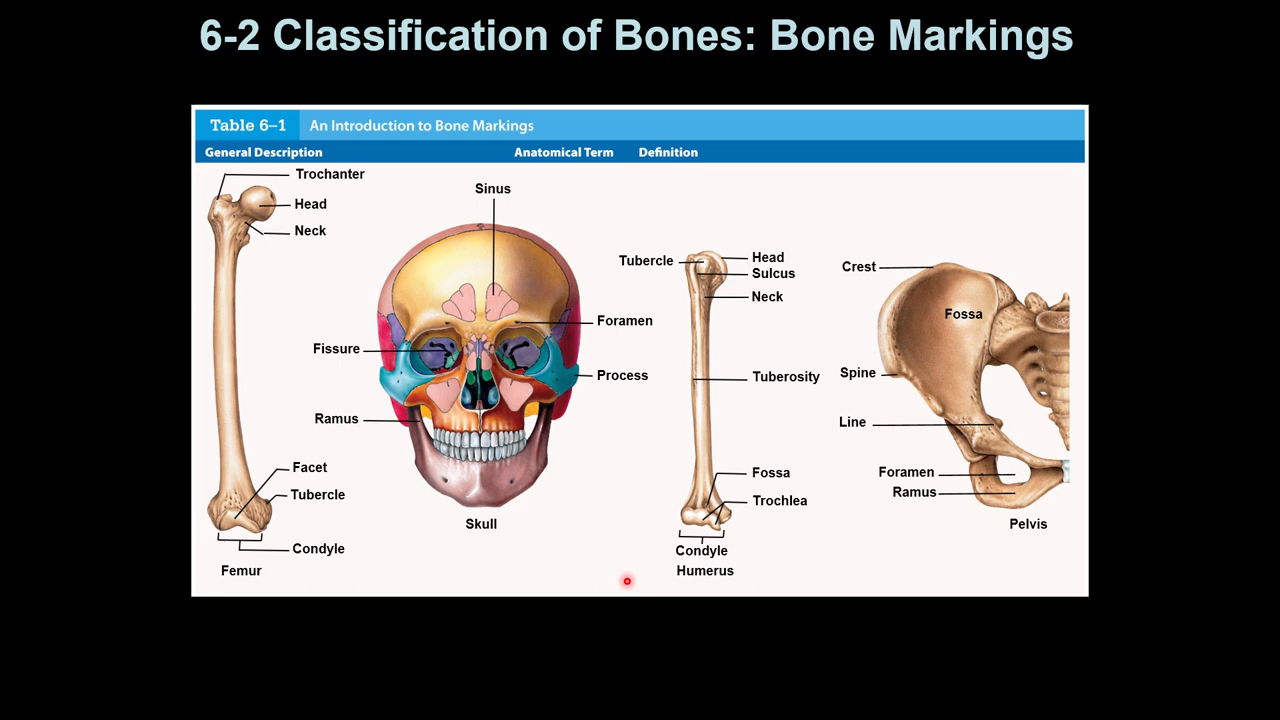 6-2 Classification of Bones: Bone Markings
Table 6–1 An Introduction to Bone Markings
General Description Anatomical Term Definition
Trochanter
Head
Neck
Facet
Tubercle
Condyle
Femur
Sinus
Foramen
Fissure
Process
Ramus
Skull
Tubercle
Head
Sulcus
Neck
Tuberosity
Fossa
Trochlea
Condyle
Humerus
Crest
Fossa
Spine
Line
Foramen
Ramus
Pelvis